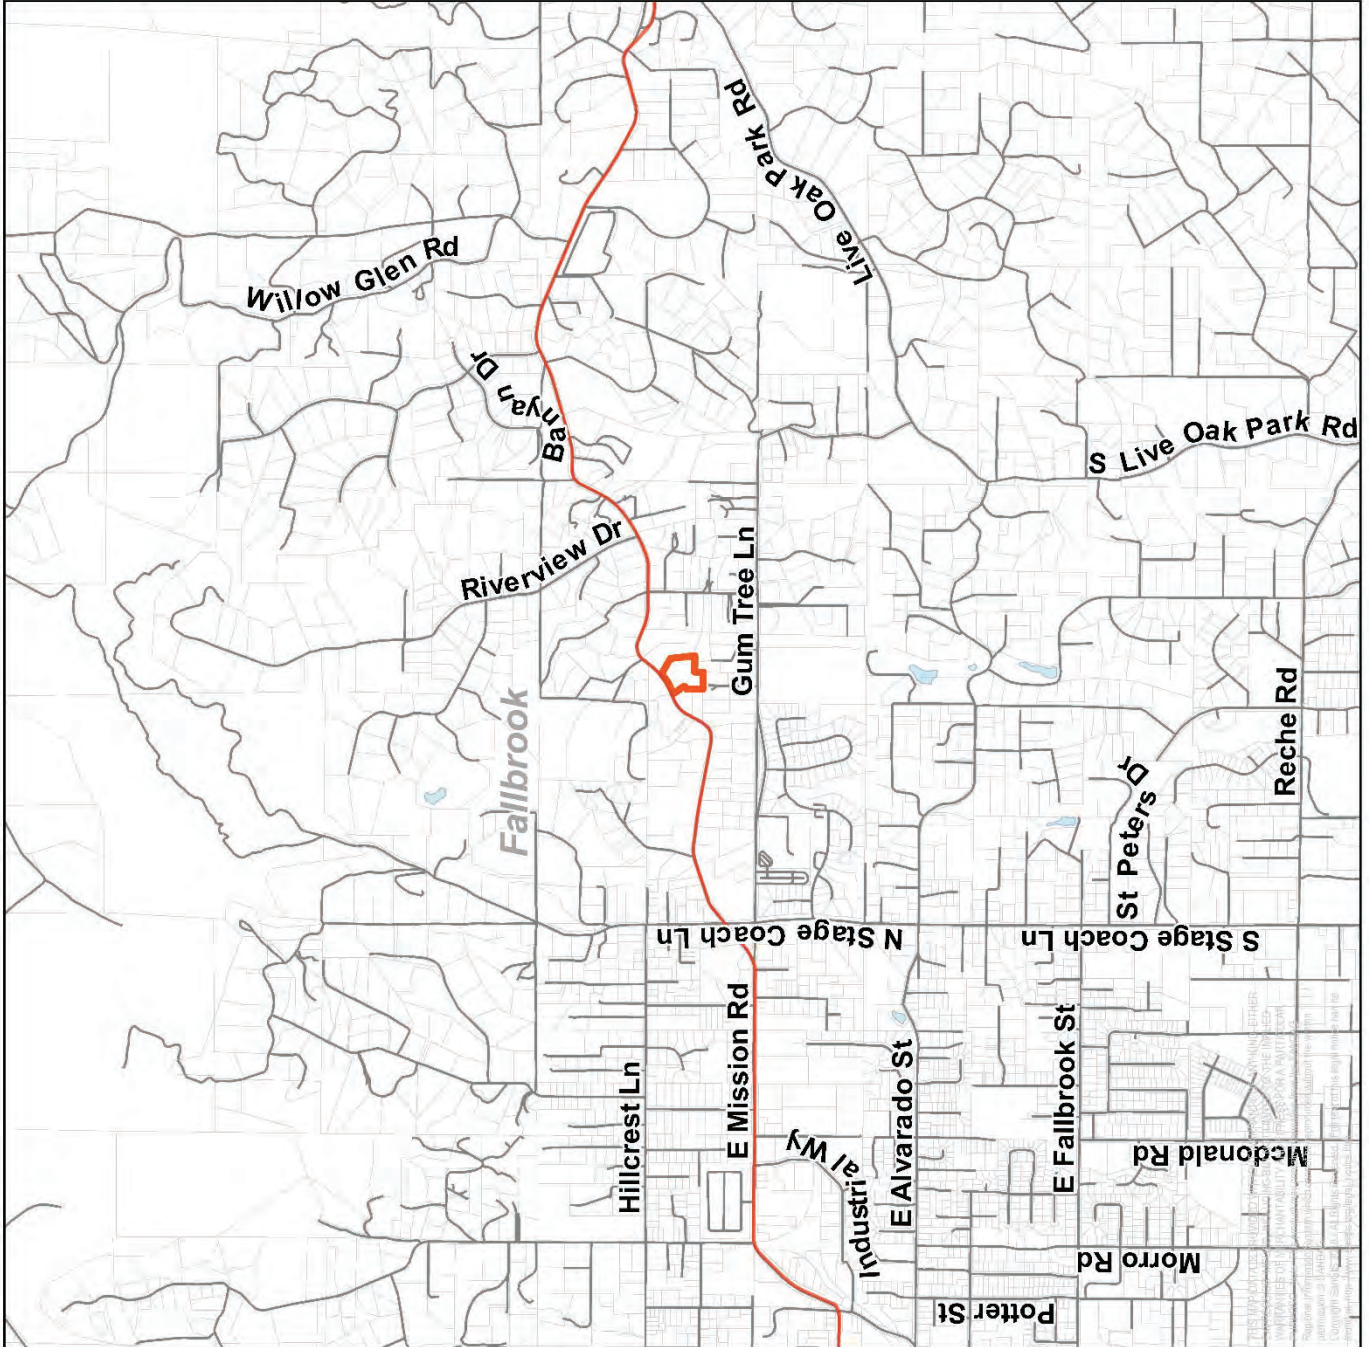 Live Oak Park Rd
Willow Glen Rd
Banyan Dr
S Live Oak Park Rd
Riverview Dr
Gum Tree Ln
Fallbrook
Reche Rd
St Peters Dr
N Stage Coach Ln
S Stage Coach Ln
E Mission Rd
Hillcrest Ln
E Alvarado St
E Fallbrook St
Industrial Wy
Mcdonald Rd
Morro Rd
Potter St